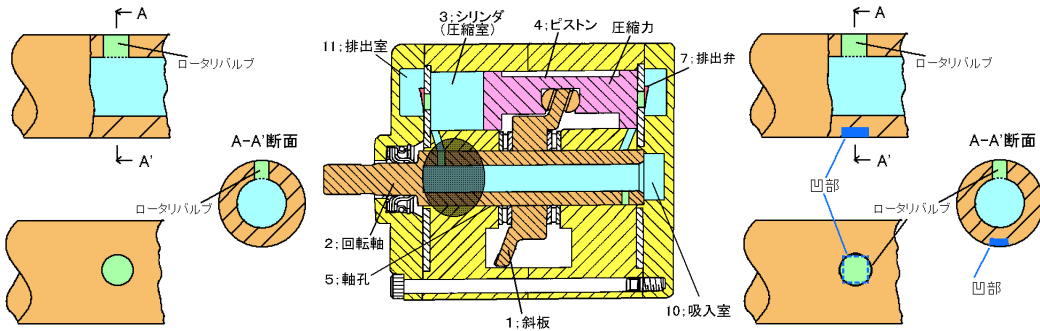 A
ロータリバルブ
A'
A-A'断面
ロータリバルブ
3;シリンダ
(圧縮室)
4;ピストン
圧縮力
11;排出室
7;排出弁
2;回転軸
5;軸孔
1;斜板
10;吸入室
A
ロータリバルブ
A'
凹部
A-A'断面
ロータリバルブ
凹部